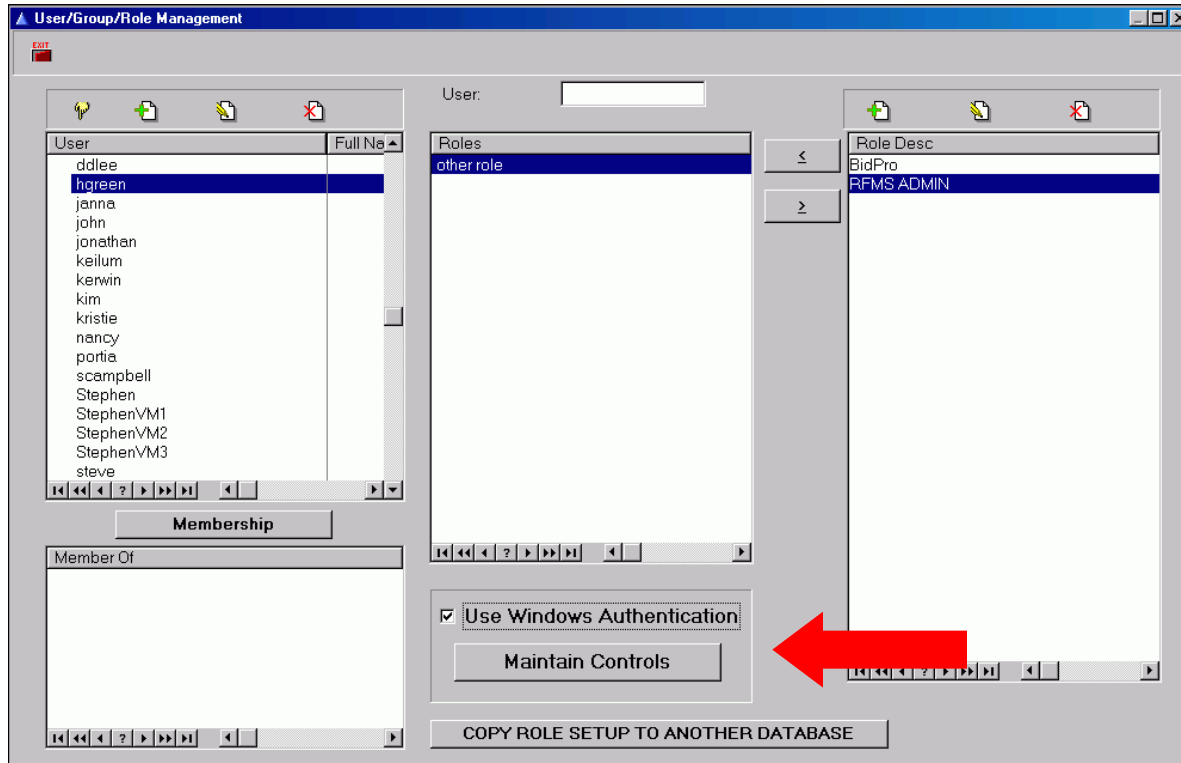 User/Group/Role Management
EXIT
User:
User Full Na
ddlee
hgreen
janna
john
jonathan
keilum
kerwin
kim
kristie
nancy
portia
scampbell
Stephen
StephenVM1
StephenVM2
StephenVM3
steve
?
Membership
Member Of
?
Roles
other role
?
<
>
Role Desc
BidPro
RFMS ADMIN
?
Use Windows Authentication
Maintain Controls
COPY ROLE SETUP TO ANOTHER DATABASE